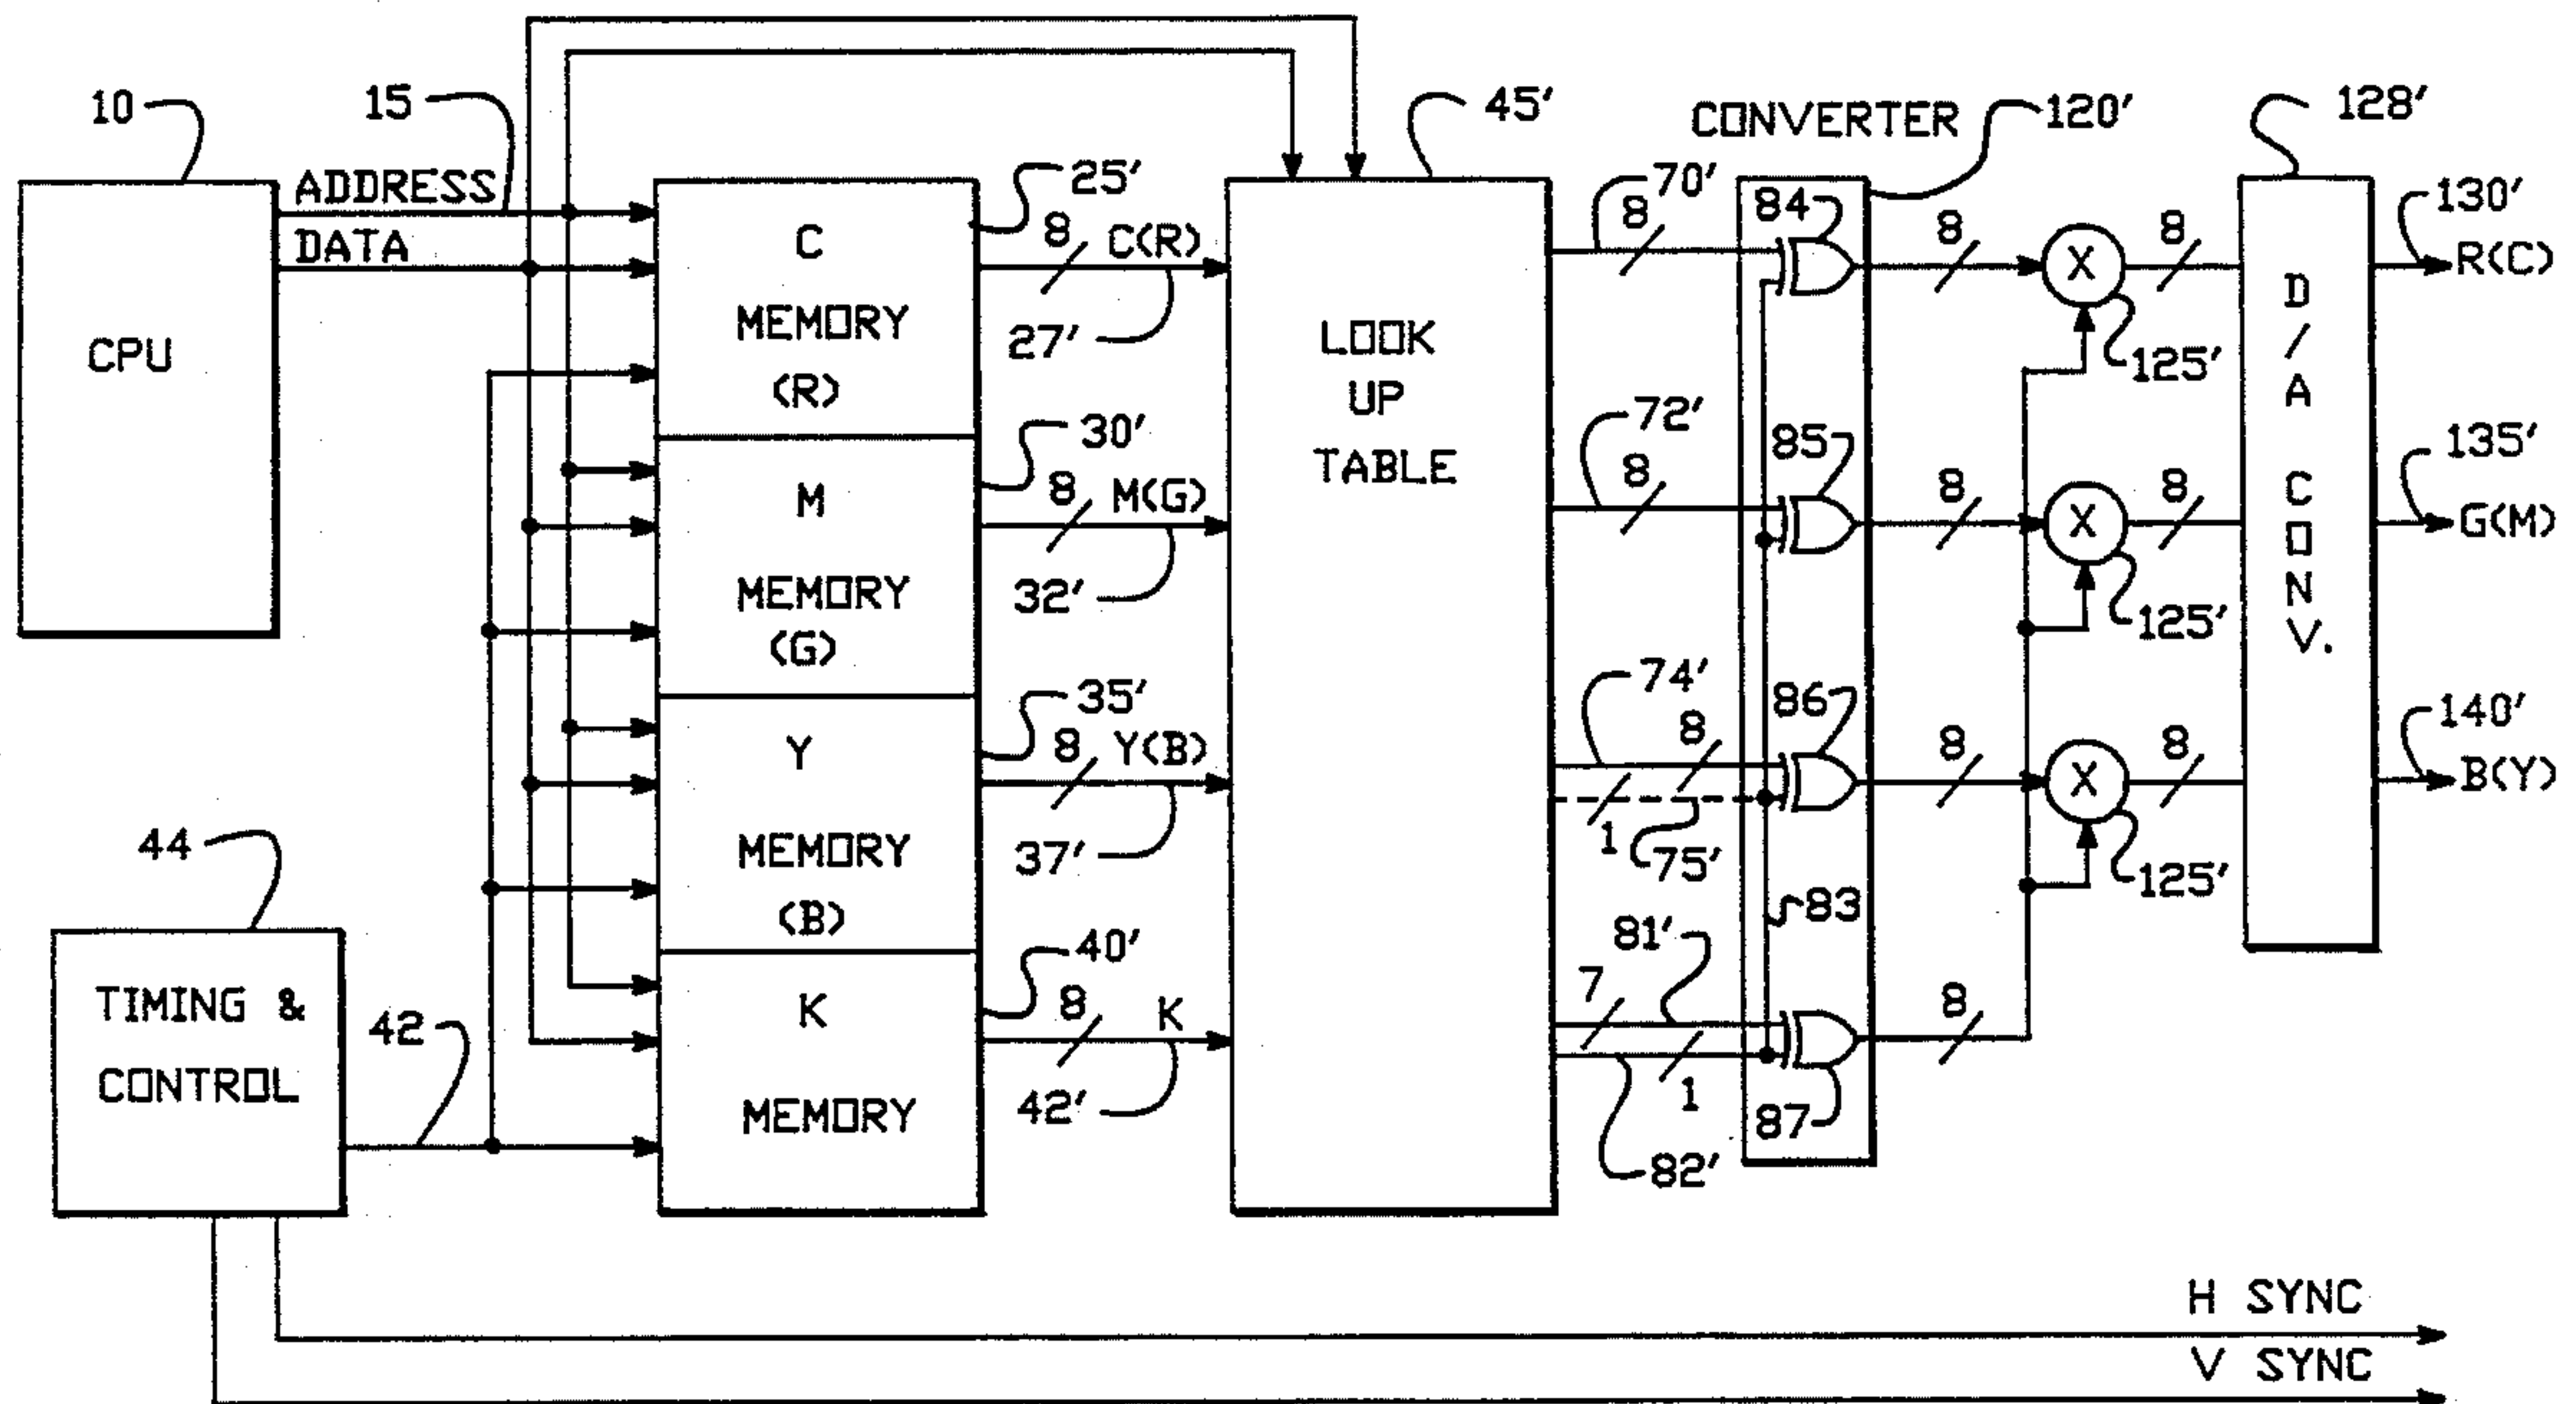 10
15
45'
CONVERTER
120'
128'
ADDRESS
DATA
CPU
C
MEMORY
(R)
25'
8
C(R)
27'
M
MEMORY
(G)
30'
8
M(G)
32'
Y
MEMORY
(B)
35'
8
Y(B)
37'
K
MEMORY
40'
8
K
42'
LOOK
UP
TABLE
70'
8
84
8
X
8
125'
72'
8
85
8
X
8
125'
74'
8
86
1
75'
8
X
8
125'
83
81'
7
1
82'
87
8
D
/
A
C
O
N
V.
130'
R(C)
135'
G(M)
140'
B(Y)
44
TIMING &
CONTROL
42
H SYNC
V SYNC